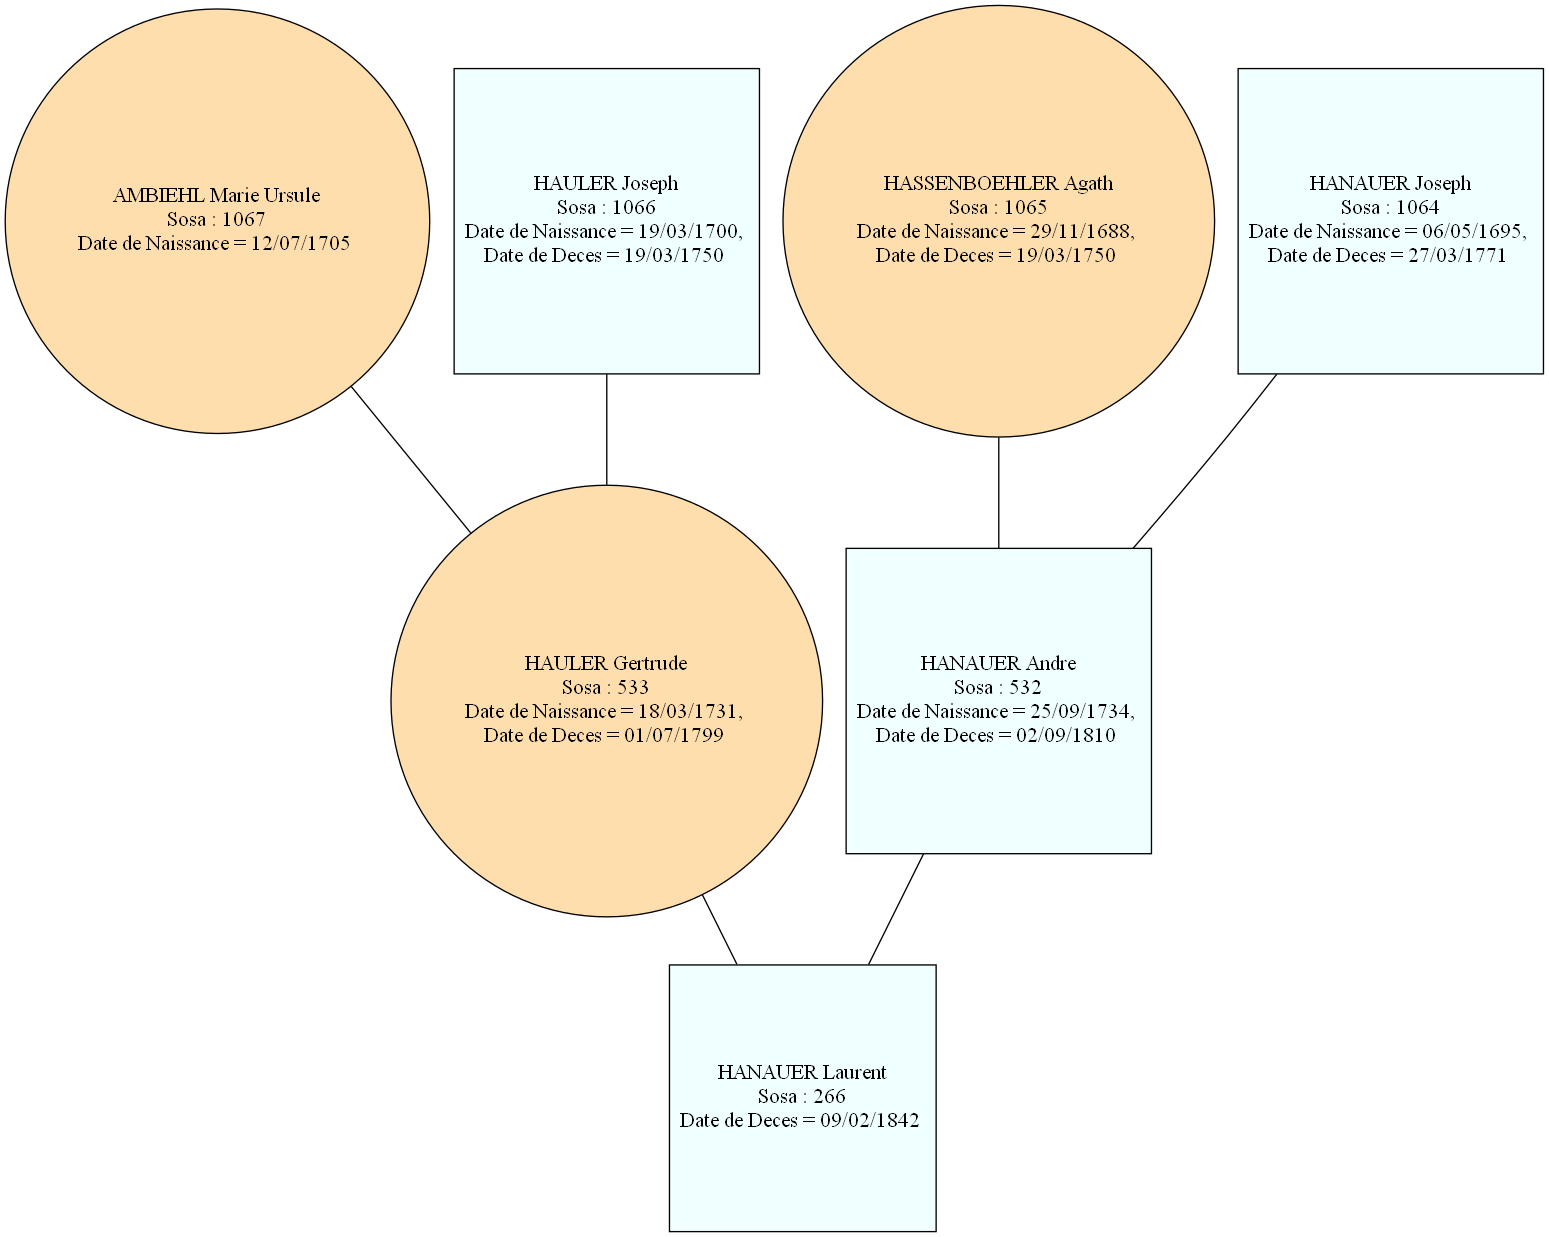 AMBIEHL Marie Ursule
Sosa : 1067
Date de Naissance = 12/07/1705
HAULER Joseph
Sosa : 1066
Date de Naissance = 19/03/1700,
Date de Deces = 19/03/1750
HASSENBOEHLER Agath
Sosa : 1065
Date de Naissance = 29/11/1688,
Date de Deces = 19/03/1750
HANAUER Joseph
Sosa : 1064
Date de Naissance = 06/05/1695,
Date de Deces = 27/03/1771
HAULER Gertrude
Sosa : 533
Date de Naissance = 18/03/1731,
Date de Deces = 01/07/1799
HANAUER Andre
Sosa : 532
Date de Naissance = 25/09/1734,
Date de Deces = 02/09/1810
HANAUER Laurent
Sosa : 266
Date de Deces = 09/02/1842